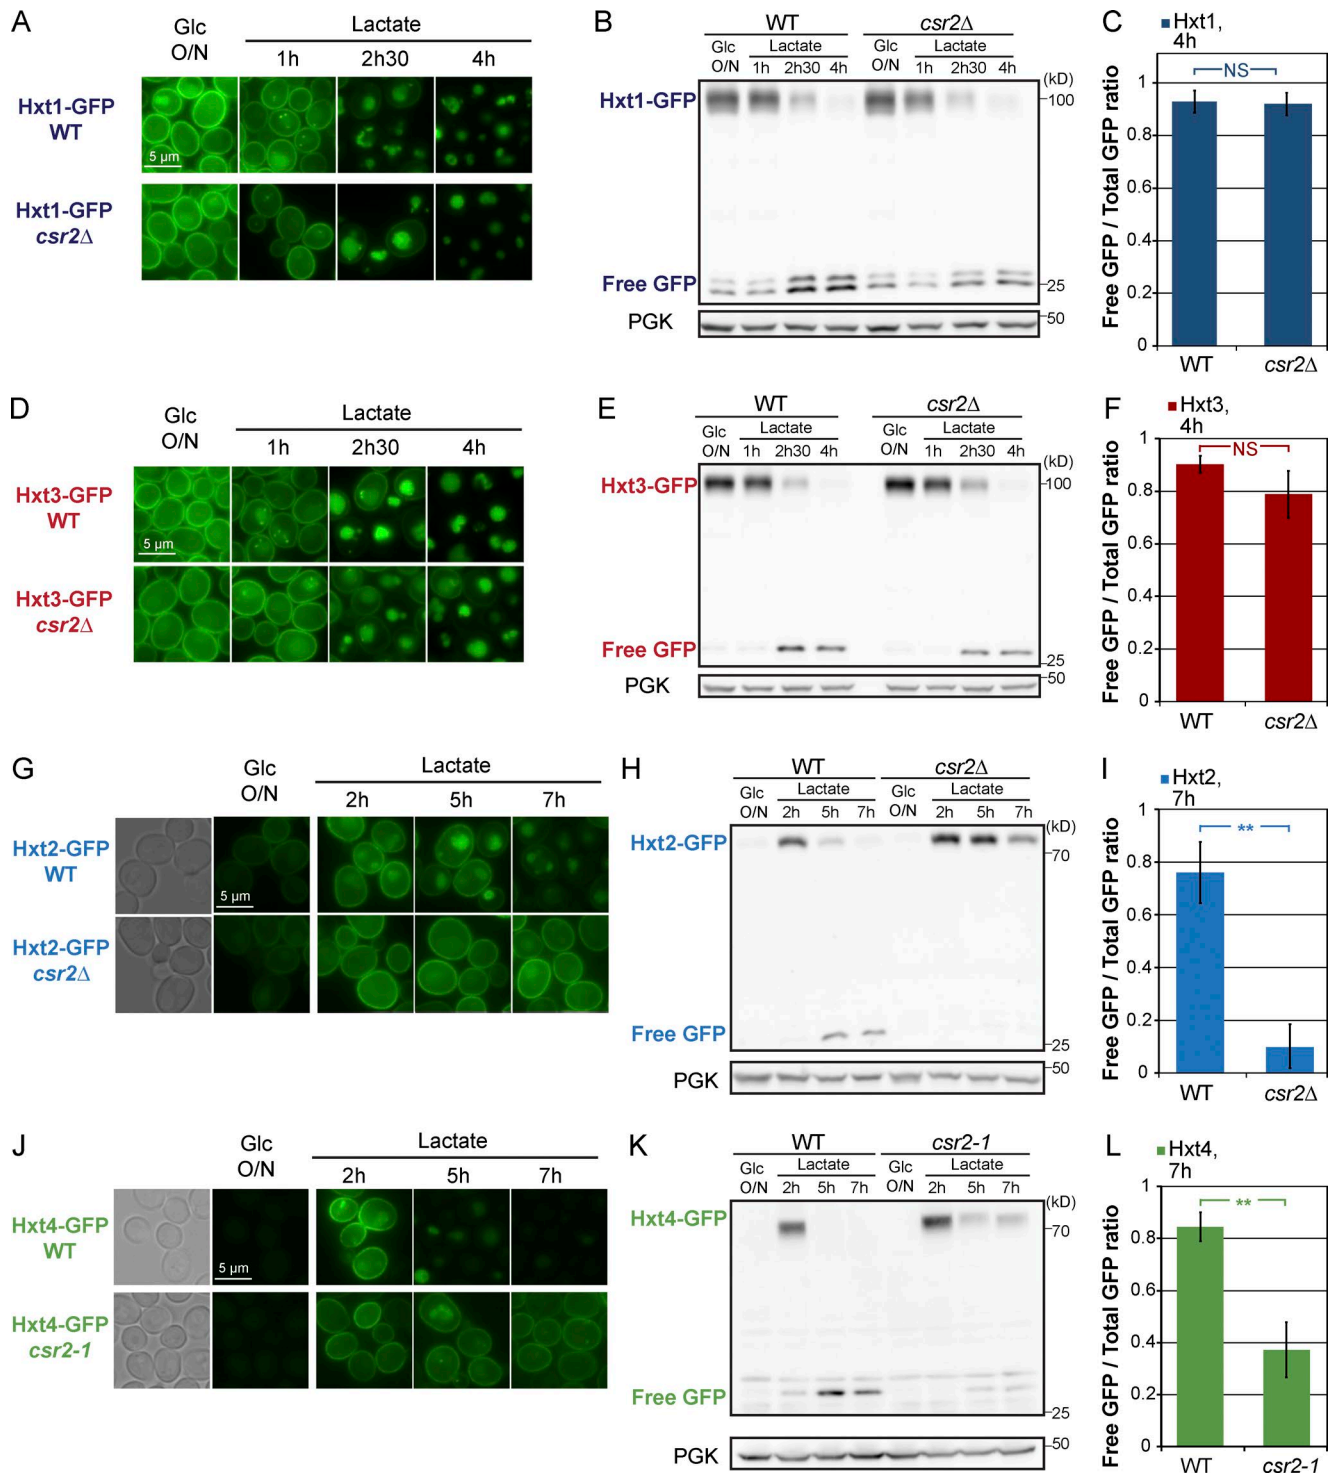 A
Glc
O/N
Lactate
1h 2h30 4h
Hxt1-GFP
WT
5 µm
Hxt1-GFP
csr2Δ
B
WT csr2Δ
Glc
O/N
Lactate
1h 2h30 4h
Glc
O/N
Lactate
1h 2h30 4h
(kD)
Hxt1-GFP
100
Free GFP
25
PGK
50
C
Hxt1,
4h
NS
Free GFP / Total GFP ratio
1
0.8
0.6
0.4
0.2
0
WT csr2Δ
D
Glc
O/N
Lactate
1h 2h30 4h
Hxt3-GFP
WT
5 µm
Hxt3-GFP
csr2Δ
E
WT csr2Δ
Glc
O/N
Lactate
1h 2h30 4h
Glc
O/N
Lactate
1h 2h30 4h
(kD)
Hxt3-GFP
100
Free GFP
25
PGK
50
F
Hxt3,
4h
NS
Free GFP / Total GFP ratio
1
0.8
0.6
0.4
0.2
0
WT csr2Δ
G
Glc
O/N
Lactate
2h 5h 7h
Hxt2-GFP
WT
5 µm
Hxt2-GFP
csr2Δ
H
WT csr2Δ
Glc
O/N
Lactate
2h 5h 7h
Glc
O/N
Lactate
2h 5h 7h
(kD)
Hxt2-GFP
70
Free GFP
25
PGK
50
I
Hxt2,
7h
**
Free GFP / Total GFP ratio
1
0.8
0.6
0.4
0.2
0
WT csr2Δ
J
Glc
O/N
Lactate
2h 5h 7h
Hxt4-GFP
WT
5 µm
Hxt4-GFP
csr2-1
K
WT csr2-1
Glc
O/N
Lactate
2h 5h 7h
Glc
O/N
Lactate
2h 5h 7h
(kD)
Hxt4-GFP
70
Free GFP
25
PGK
50
L
Hxt4,
7h
**
Free GFP / Total GFP ratio
1
0.8
0.6
0.4
0.2
0
WT csr2-1